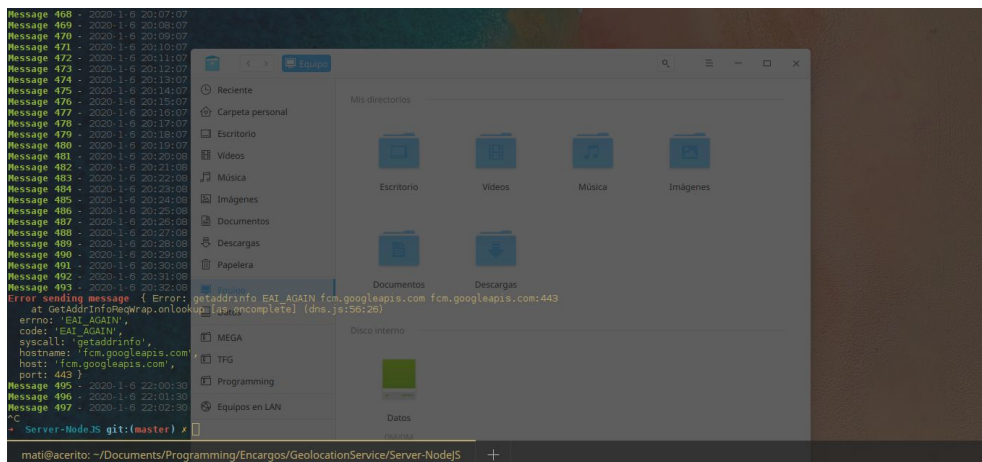 Message 468 - 2020-1-6 20:07:07
Message 469 - 2020-1-6 20:08:07
Message 470 - 2020-1-6 20:09:07
Message 471 - 2020-1-6 20:10:07
Message 472 - 2020-1-6 20:11:07
Message 473 - 2020-1-6 20:12:07
Message 474 - 2020-1-6 20:13:07
Message 475 - 2020-1-6 20:14:07
Message 476 - 2020-1-6 20:15:07
Message 477 - 2020-1-6 20:16:07
Message 478 - 2020-1-6 20:17:07
Message 479 - 2020-1-6 20:18:07
Message 480 - 2020-1-6 20:19:07
Message 481 - 2020-1-6 20:20:08
Message 482 - 2020-1-6 20:21:08
Message 483 - 2020-1-6 20:22:08
Message 484 - 2020-1-6 20:23:08
Message 485 - 2020-1-6 20:24:08
Message 486 - 2020-1-6 20:25:08
Message 487 - 2020-1-6 20:26:08
Message 488 - 2020-1-6 20:27:08
Message 489 - 2020-1-6 20:28:08
Message 490 - 2020-1-6 20:29:08
Message 491 - 2020-1-6 20:30:08
Message 492 - 2020-1-6 20:31:08
Message 493 - 2020-1-6 20:32:08
Error sending message { Error: getaddrinfo EAI_AGAIN fcm.googleapis.com fcm.googleapis.com:443
at GetAddrInfoReqWrap.onlookup [as oncomplete] (dns.js:56:26)
errno: 'EAI_AGAIN',
code: 'EAI_AGAIN',
syscall: 'getaddrinfo',
hostname: 'fcm.googleapis.com',
host: 'fcm.googleapis.com',
port: 443 }
Message 495 - 2020-1-6 22:00:30
Message 496 - 2020-1-6 22:01:30
Message 497 - 2020-1-6 22:02:30
^C
→ Server-NodeJS git:(master) ✗
Equipo
Reciente
Carpeta personal
Escritorio
Vídeos
Música
Imágenes
Documentos
Descargas
Papelera
Equipo
Datos
MEGA
TFG
Programming
Equipos en LAN
Mis directorios
Escritorio
Vídeos
Música
Imágenes
Documentos
Descargas
Disco interno
Datos
mati@acerito: ~/Documents/Programming/Encargos/GeolocationService/Server-NodeJS